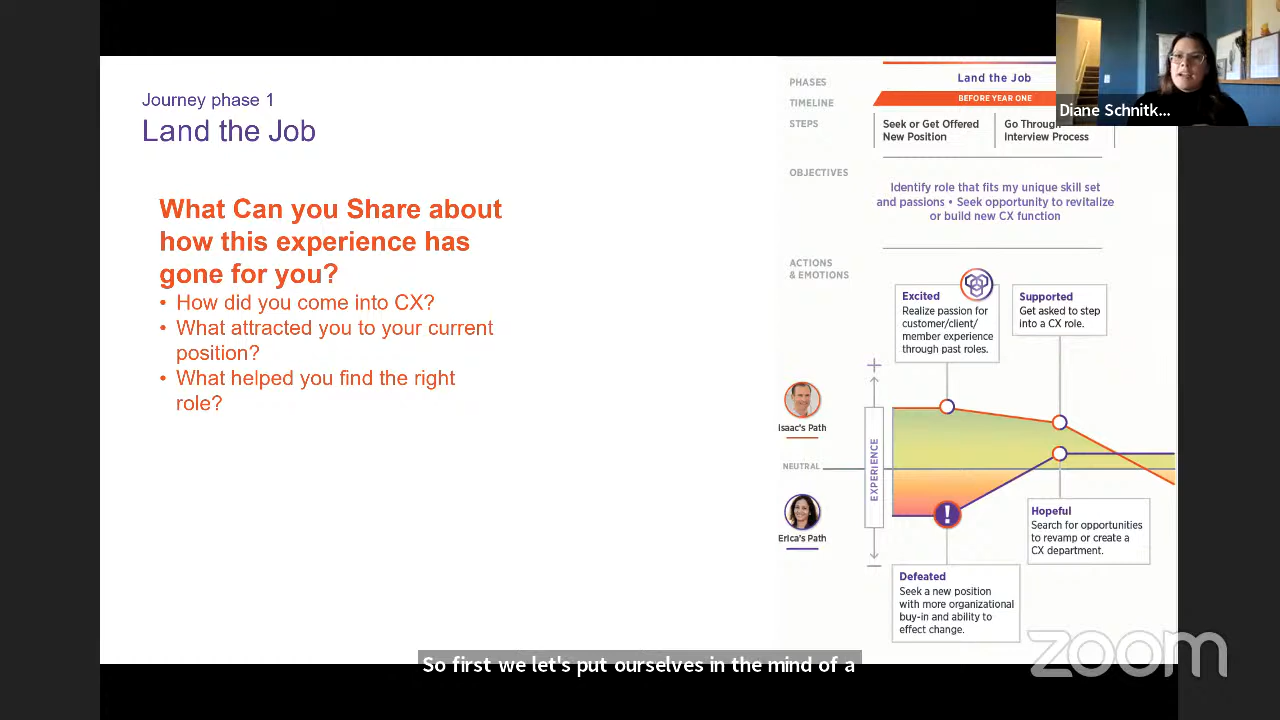 Journey phase 1
Land the Job
What Can you Share about
how this experience has
gone for you?
• How did you come into CX?
• What attracted you to your current
position?
• What helped you find the right
role?
PHASES
Land the Job
TIMELINE
BEFORE YEAR ONE
STEPS
Seek or Get Offered
New Position
Go Through
Interview Process
OBJECTIVES
Identify role that fits my unique skill set
and passions • Seek opportunity to revitalize
or build new CX function
ACTIONS
& EMOTIONS
Excited
Realize passion for
customer/client/
member experience
through past roles.
Supported
Get asked to step
into a CX role.
+
Isaac's Path
NEUTRAL
EXPERIENCE
Erica's Path
!
–
Hopeful
Search for opportunities
to revamp or create a
CX department.
Defeated
Seek a new position
with more organizational
buy-in and ability to
effect change.
Diane Schnitk...
So first we let's put ourselves in the mind of a
zoom